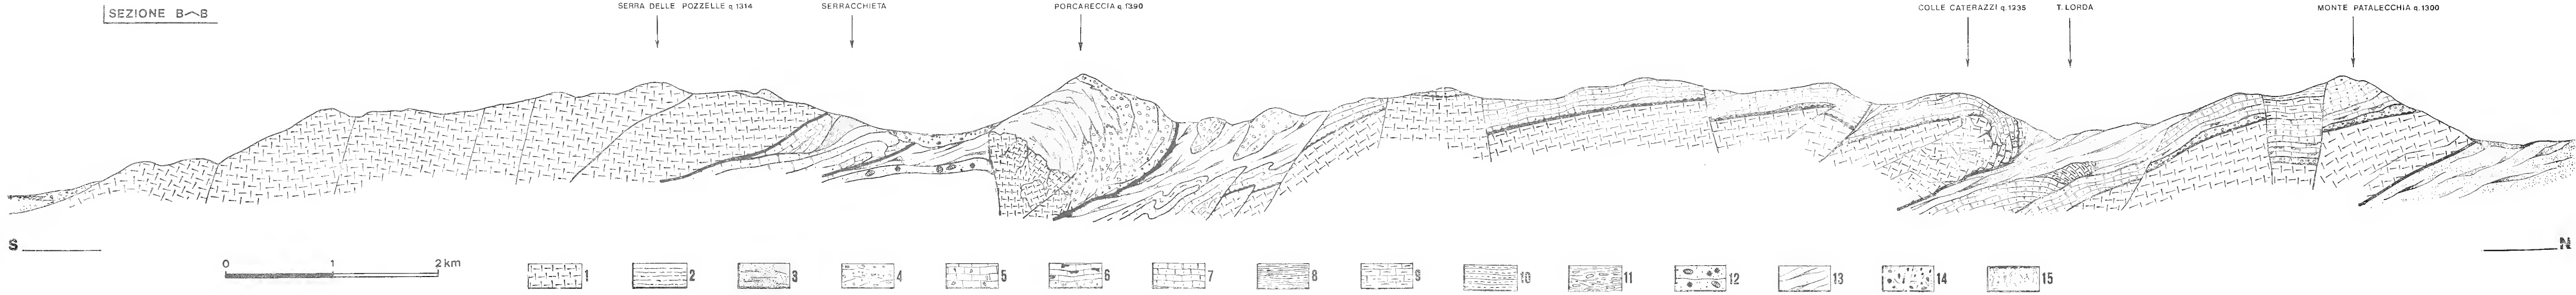 SEZIONE B-B
SERRA DELLE POZZELLE q.1314
SERRACCHIETA
PORCARECCIA q.1390
COLLE CATERAZZI q.1235
T. LORDA
MONTE PATALECCHIA q.1300
S
N
0 1 2 km
1 2 3 4 5 6 7 8 9 10 11 12 13 14 15